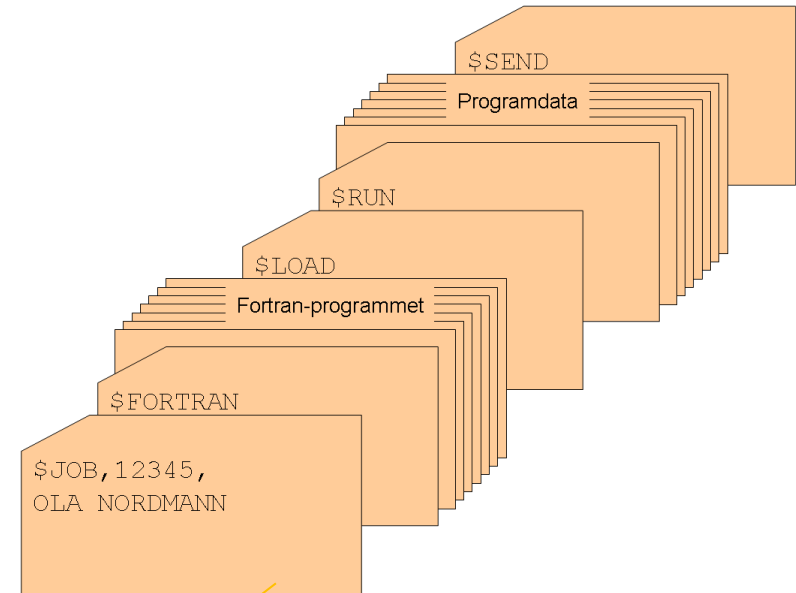 $SEND
Programdata
$RUN
$LOAD
Fortran-programmet
$FORTRAN
$JOB,12345,
OLA NORDMANN